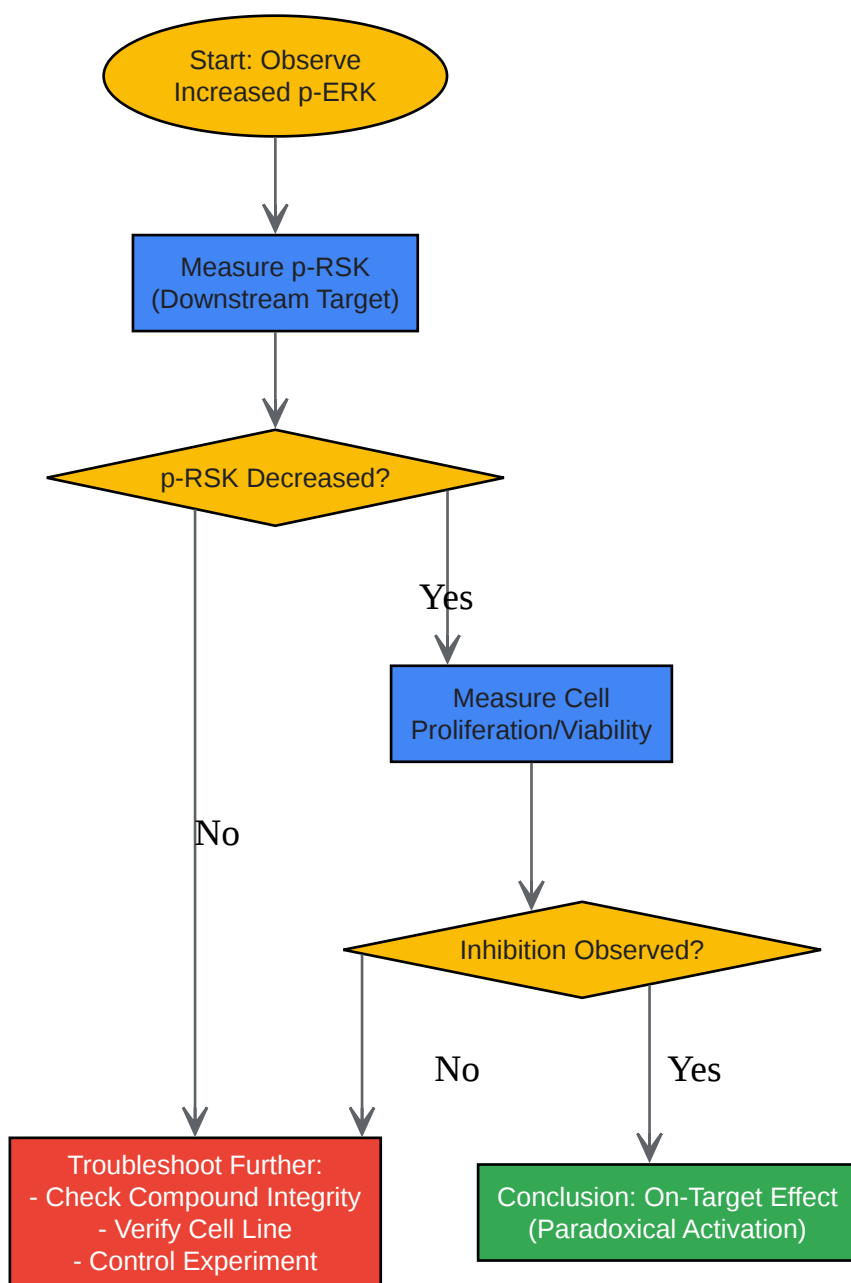 Start: Observe
Increased p-ERK
Measure p-RSK
(Downstream Target)
p-RSK Decreased?
Yes
Measure Cell
Proliferation/Viability
No
Inhibition Observed?
No
Yes
Troubleshoot Further:
- Check Compound Integrity
- Verify Cell Line
- Control Experiment
Conclusion: On-Target Effect
(Paradoxical Activation)